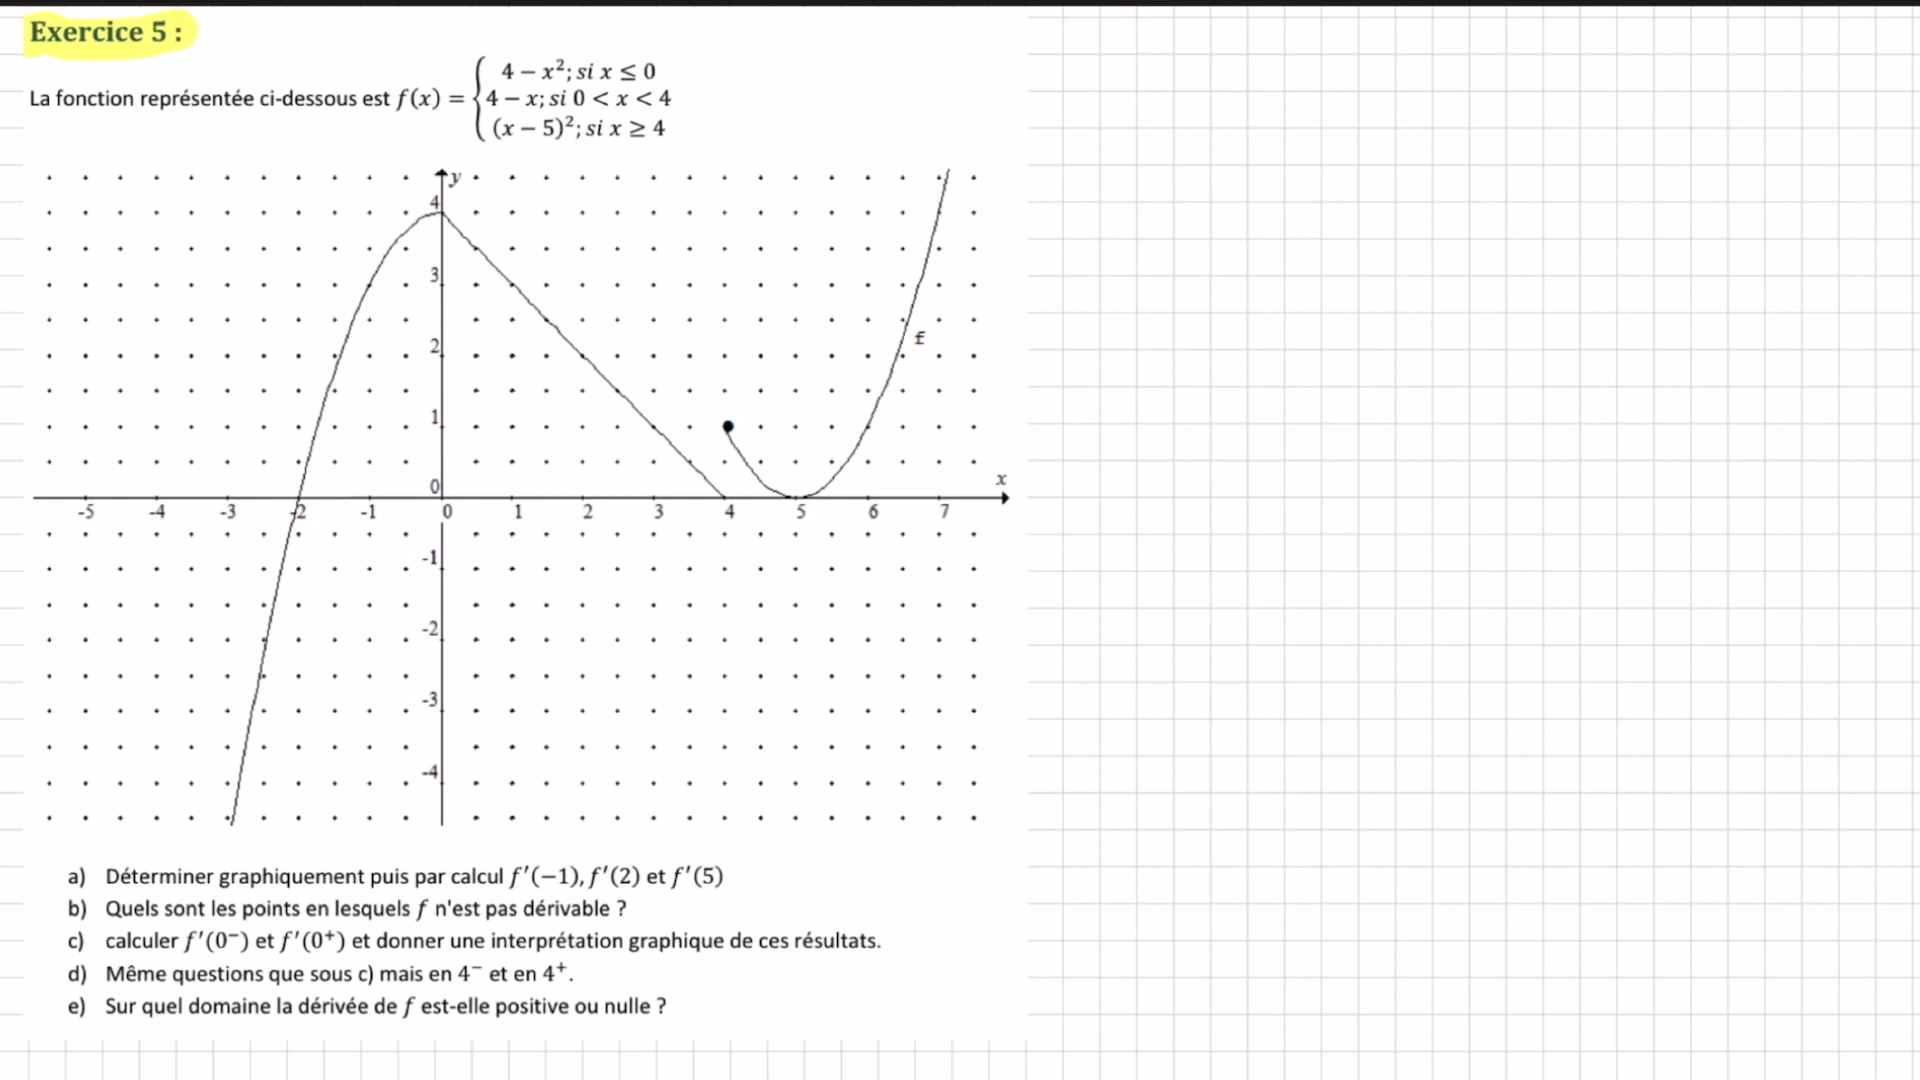 Exercice 5 :
4 − x²; si x ≤ 0
La fonction représentée ci-dessous est f(x) = { 4 − x; si 0 < x < 4
(x − 5)²; si x ≥ 4
y
4
3
2
f
1
x
0
-5 -4 -3 -2 -1 0 1 2 3 4 5 6 7
-1
-2
-3
-4
a) Déterminer graphiquement puis par calcul f′(−1), f′(2) et f′(5)
b) Quels sont les points en lesquels f n'est pas dérivable ?
c) calculer f′(0⁻) et f′(0⁺) et donner une interprétation graphique de ces résultats.
d) Même questions que sous c) mais en 4⁻ et en 4⁺.
e) Sur quel domaine la dérivée de f est-elle positive ou nulle ?